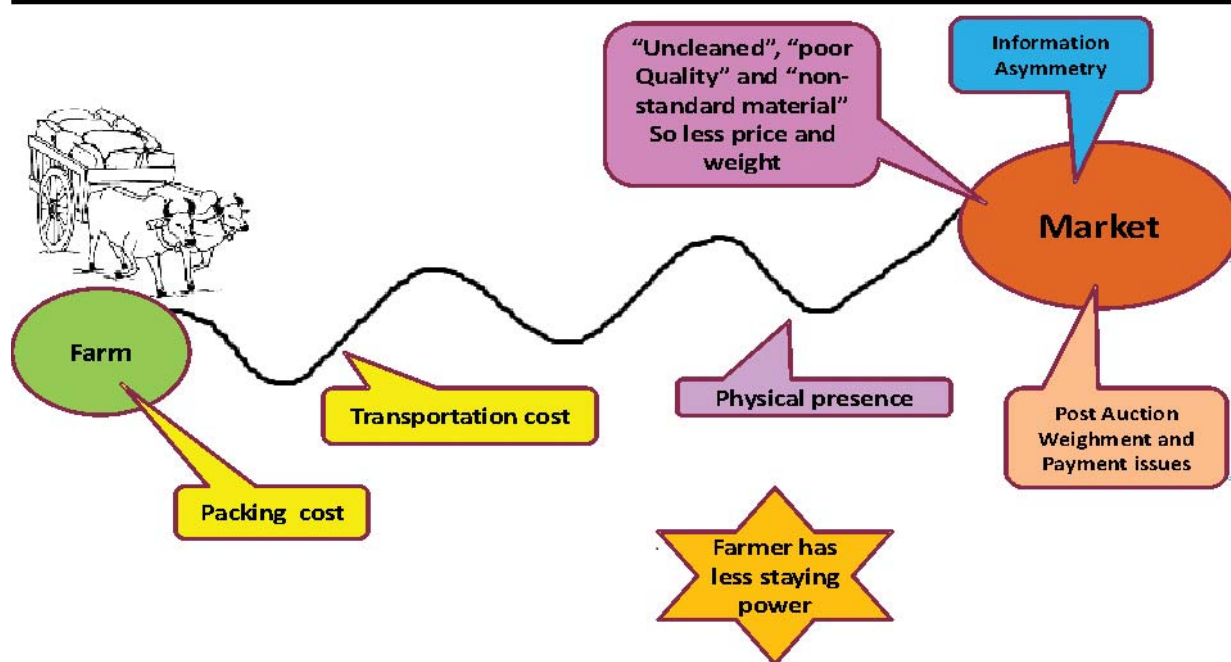 “Uncleaned”, “poor
Quality” and “non-
standard material”
So less price and
weight
Information
Asymmetry
Market
Farm
Transportation cost
Physical presence
Post Auction
Weighment and
Payment issues
Packing cost
Farmer has
less staying
power